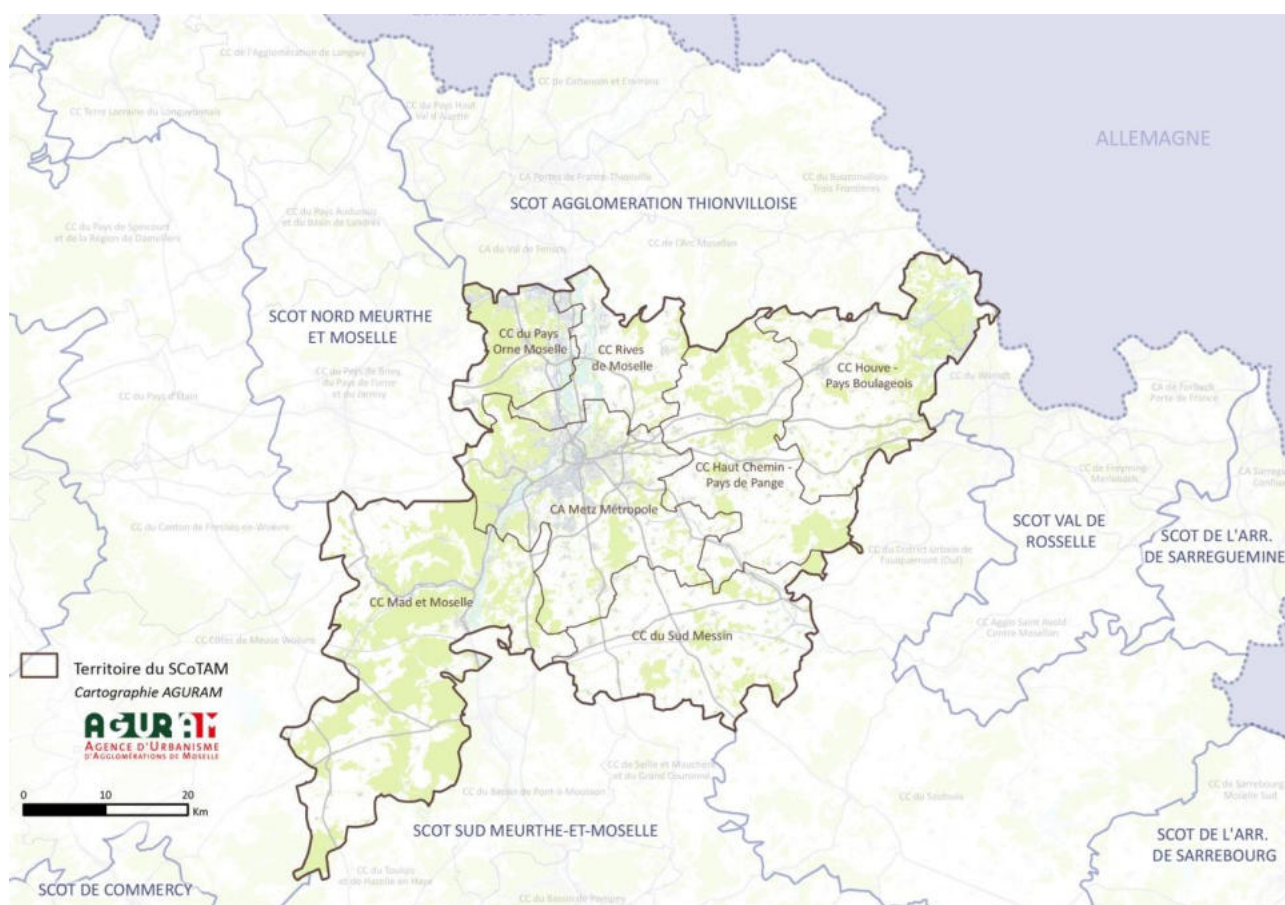 CC de l'Agglomération de Longwy
CC Terre Lorraine du Longuyonnais
CC du Pays Haut
Val d'Alzette
CC de Cattenom et Environs
ALLEMAGNE
CA Portes de France-Thionville
CC du Bouzonvillois-
Trois Frontières
SCOT AGGLOMERATION THIONVILLOISE
CC du Pays de Spincourt
et de la Région de Damvillers
CC du Pays Audunois
et du Bassin de Landres
CA du Val de Fensch
CC de l'Arc Mosellan
SCOT NORD MEURTHE
ET MOSELLE
CC du Pays
Orne Moselle
CC Rives
de Moselle
CC Houve -
Pays Boulageois
CC du Warndt
CA de Forbach
Porte de France
CC du Pays de Briey,
du Pays de l'Orne
et du Jarnisy
CC du Pays d'Etain
CC Haut Chemin -
Pays de Pange
CC de Freyming
Merlebach
CA Metz Métropole
SCOT VAL DE
ROSSELLE
SCOT DE L'ARR.
DE SARREGUEMINE
CC du Canton de Fresnes-en-Woëvre
CC du District Urbain de
Faulquemont (Duf)
CC Mad et Moselle
CC Agglo Saint Avold
Centre Mosellan
CC Côtes de Meuse Woëvre
CC du Sud Messin
Territoire du SCoTAM
Cartographie AGURAM
AGURAM
AGENCE D'URBANISME
D'AGGLOMÉRATIONS DE MOSELLE
0 10 20
Km
CC de Seille et Mauchère
et du Grand Couronné
CC du Bassin de Pont-à-Mousson
CC du Saulnois
CC de Sarrebourg
Moselle Sud
SCOT SUD MEURTHE-ET-MOSELLE
SCOT DE L'ARR.
DE SARREBOURG
CC du Toulois
et de Hazelle en Haye
SCOT DE COMMERCY
CC du Bassin de Pompey